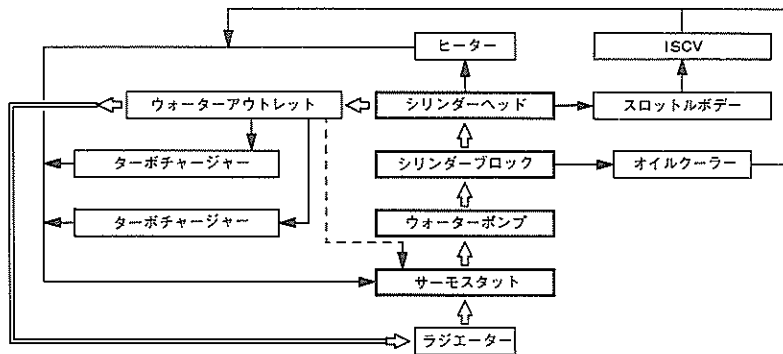 ヒーター
ISCV
ウォーターアウトレット
シリンダーヘッド
スロットルボデー
ターボチャージャー
シリンダーブロック
オイルクーラー
ターボチャージャー
ウォーターポンプ
サーモスタット
ラジエーター